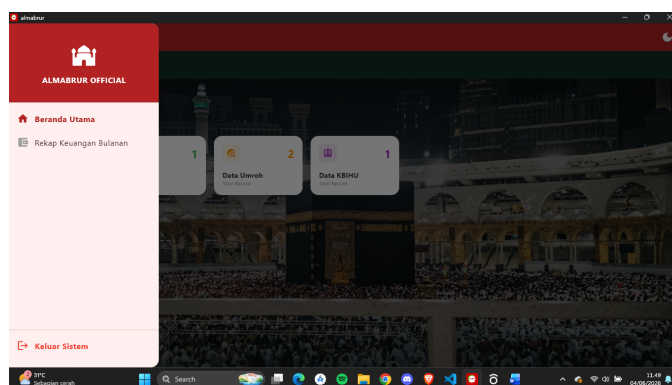 almabrur
ALMABRUR OFFICIAL
Beranda Utama
Rekap Keuangan Bulanan
1
2
Data Umroh
Total Record
1
Data KBIHU
Total Record
Keluar Sistem
31°C
Sebagian cerah
Search
11.49
04/06/2026